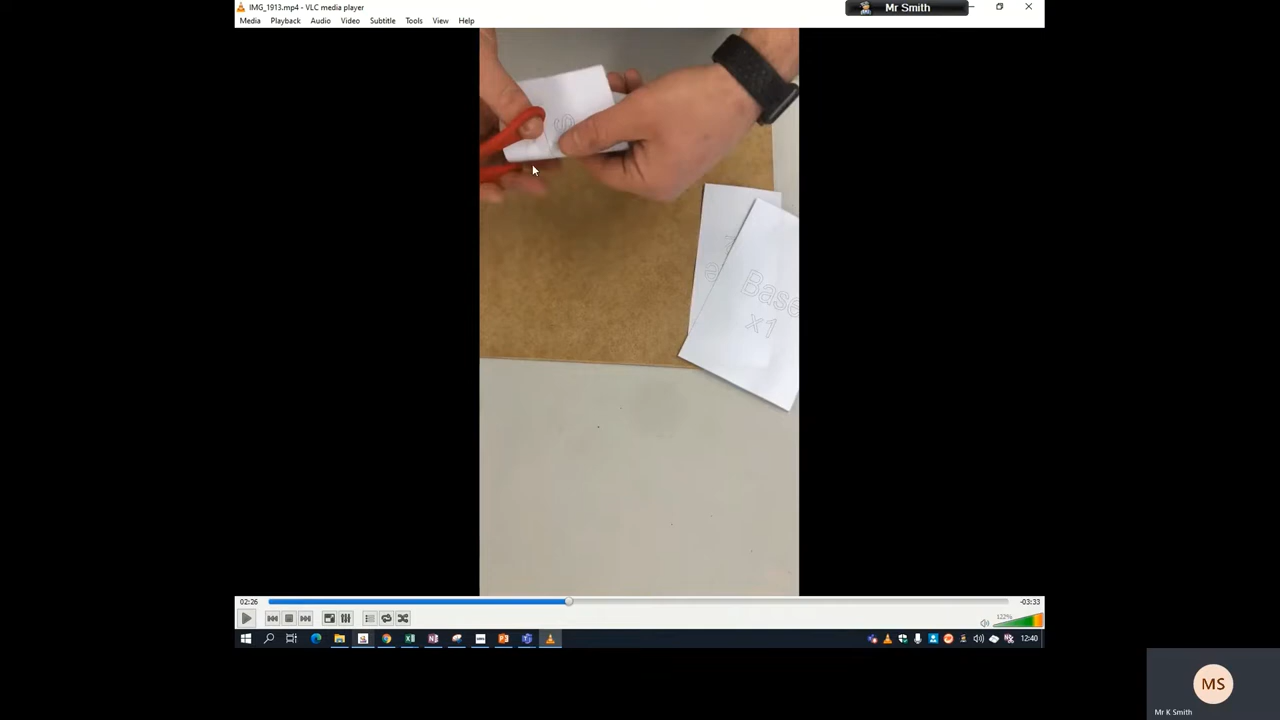 IMG_1913.mp4 - VLC media player
Mr Smith
Media Playback Audio Video Subtitle Tools View Help
Base
x1
02:26
-03:33
122%
12:40
MS
Mr K Smith